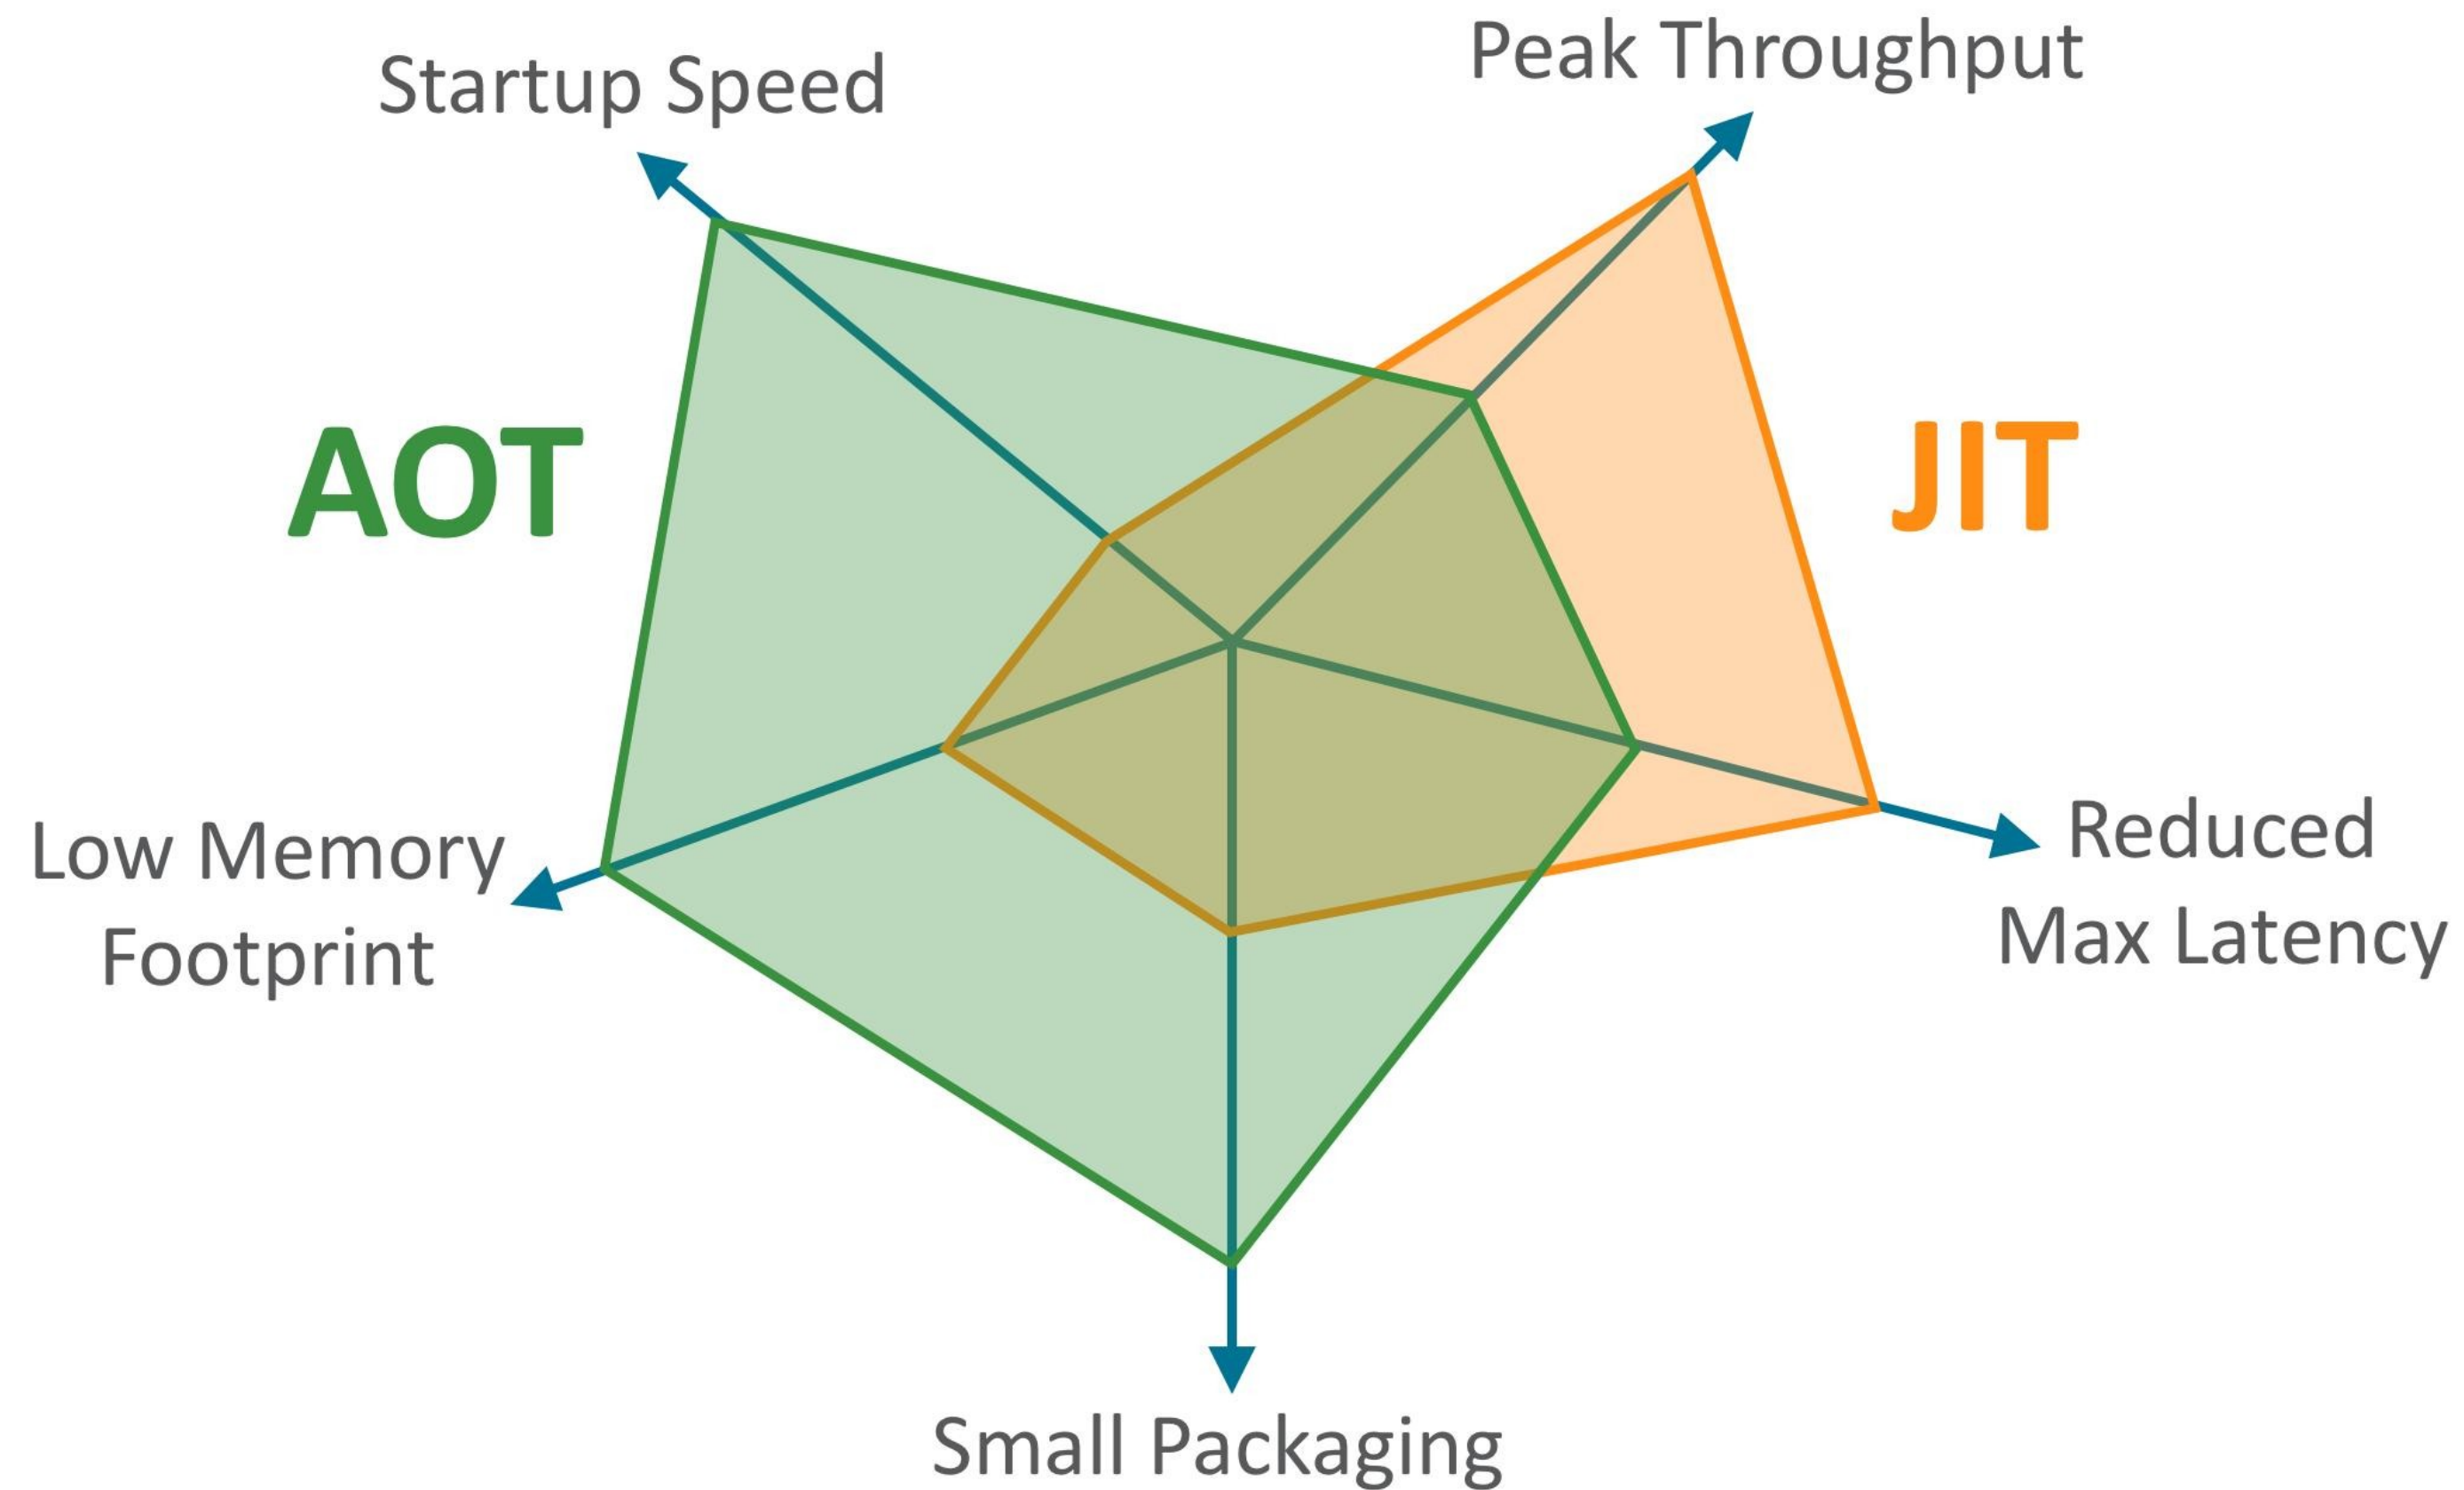 Startup Speed
Peak Throughput
AOT
JIT
Low Memory
Footprint
Reduced
Max Latency
Small Packaging